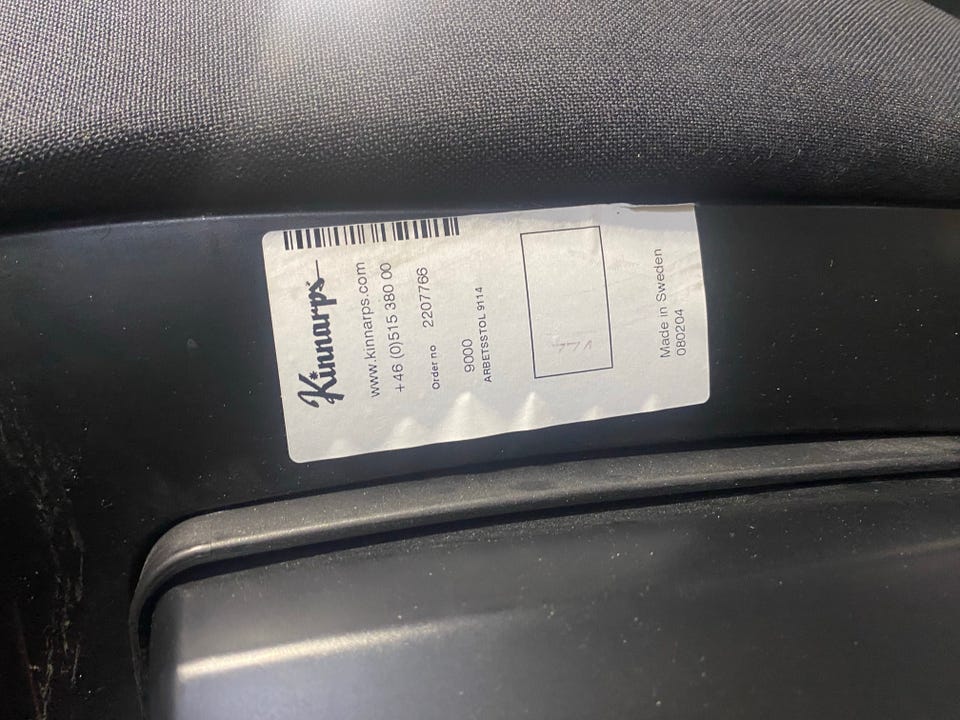 Kinnarps
www.kinnarps.com
+46 (0)515 380 00
Order no 2207766
9000
ARBETSSTOL 9114
Made in Sweden
080204